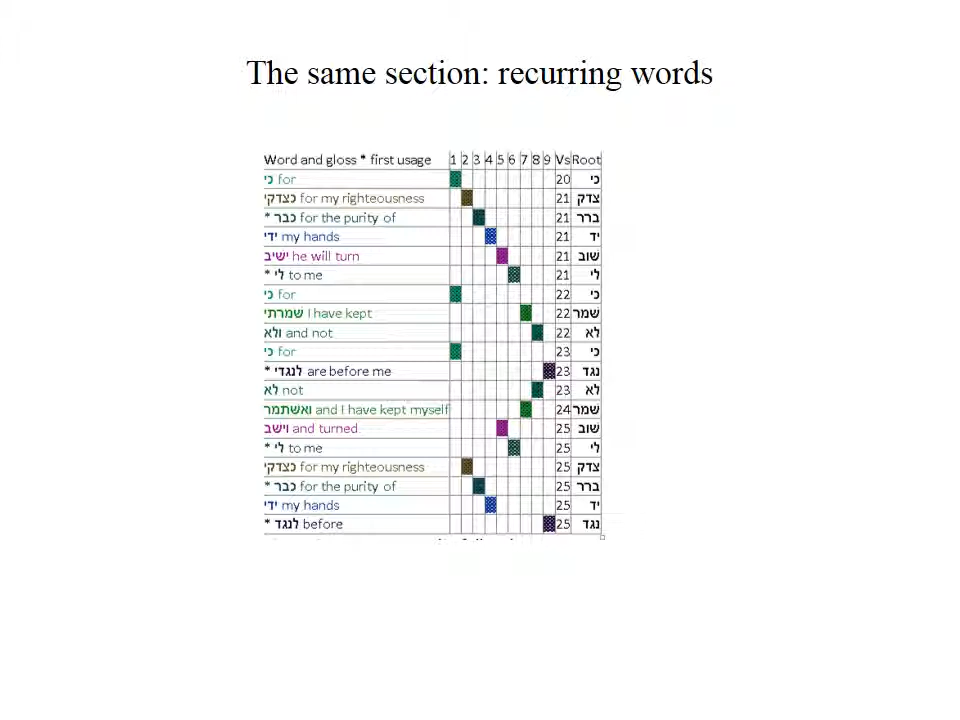 The same section: recurring words
Word and gloss * first usage 1 2 3 4 5 6 7 8 9 Vs Root
כי for 20 כי
כצדקי for my righteousness 21 צדק
* כבר for the purity of 21 ברר
ידי my hands 21 יד
ישיב he will turn 21 שוב
* לי to me 21 לי
כי for 22 כי
שמרתי I have kept 22 שמר
ולא and not 22 לא
כי for 23 כי
* לנגדי are before me 23 נגד
לא not 23 לא
ואשתמר and I have kept myself 24 שמר
וישב and turned 25 שוב
* לי to me 25 לי
כצדקי for my righteousness 25 צדק
* כבר for the purity of 25 ברר
ידי my hands 25 יד
* לנגד before 25 נגד